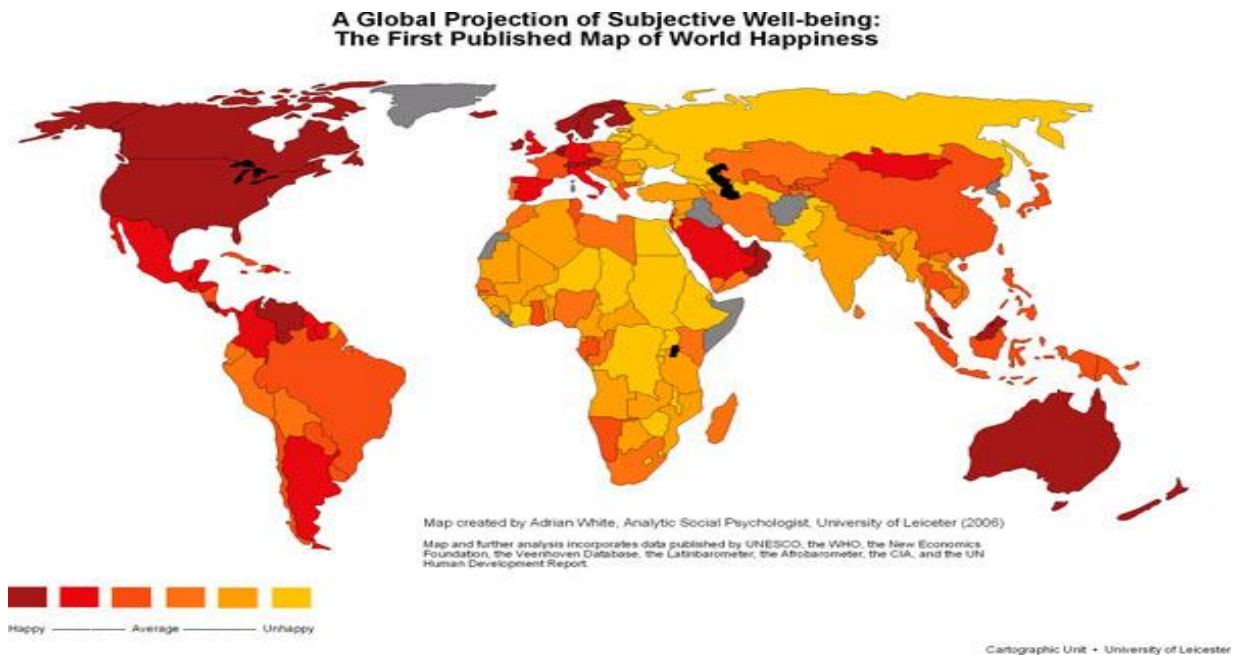 A Global Projection of Subjective Well-being:
The First Published Map of World Happiness
Map created by Adrian White, Analytic Social Psychologist, University of Leiceter (2006)
Map and further analysis incorporates data published by UNESCO, the WHO, the New Economics
Foundation, the Veenhoven Database, the Latinbarometer, the Afrobarometer, the CIA, and the UN
Human Development Report.
Happy Average Unhappy
Cartographic Unit • University of Leicester